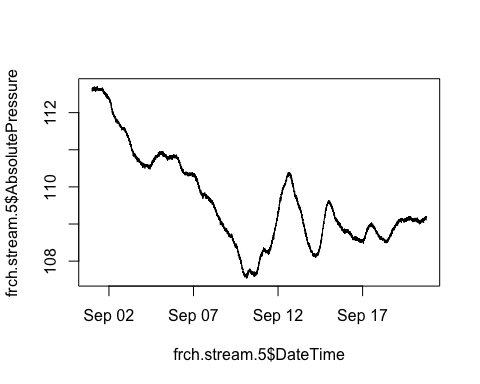 frch.stream.5$AbsolutePressure
112
110
108
Sep 02 Sep 07 Sep 12 Sep 17
frch.stream.5$DateTime